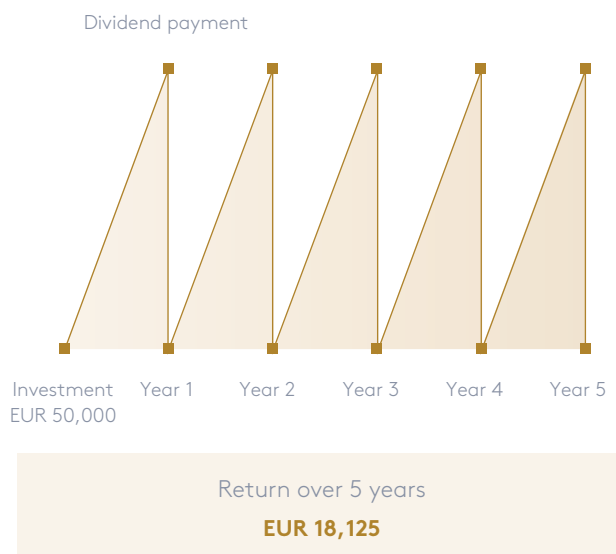 Dividend payment
Investment
EUR 50,000
Year 1
Year 2
Year 3
Year 4
Year 5
Return over 5 years
EUR 18,125